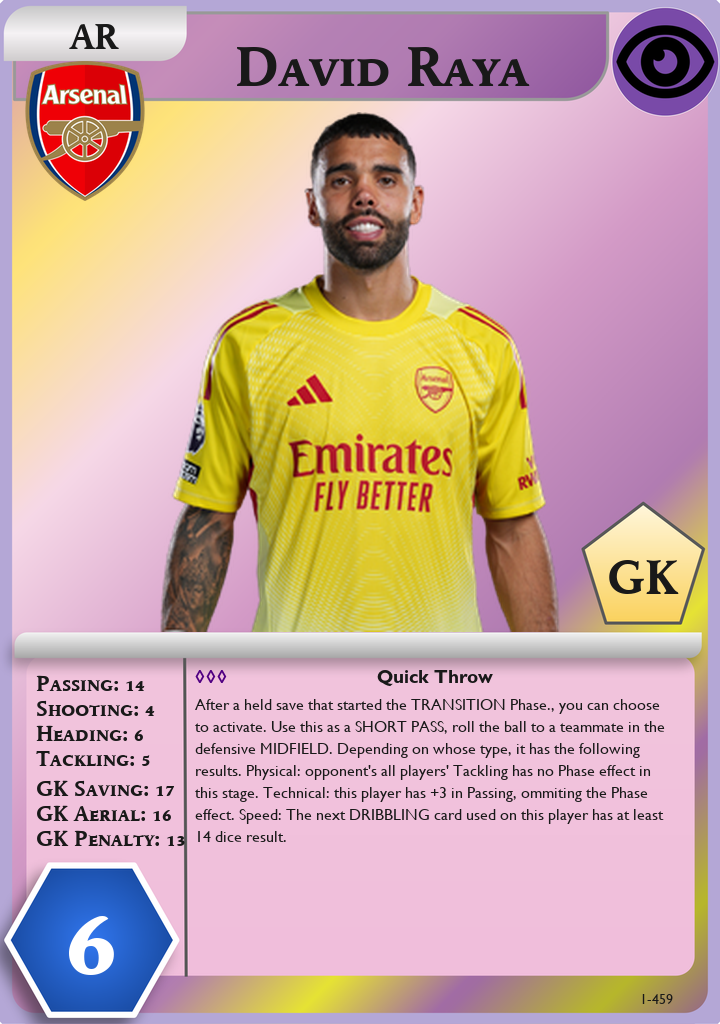 AR
David Raya
Arsenal
Arsenal
Emirates
FLY BETTER
GK
Passing: 14
Shooting: 4
Heading: 6
Tackling: 5
GK Saving: 17
GK Aerial: 16
GK Penalty: 13
6
Quick Throw
After a held save that started the TRANSITION Phase., you can choose
to activate. Use this as a SHORT PASS, roll the ball to a teammate in the
defensive MIDFIELD. Depending on whose type, it has the following
results. Physical: opponent's all players' Tackling has no Phase effect in
this stage. Technical: this player has +3 in Passing, ommiting the Phase
effect. Speed: The next DRIBBLING card used on this player has at least
14 dice result.
1-459